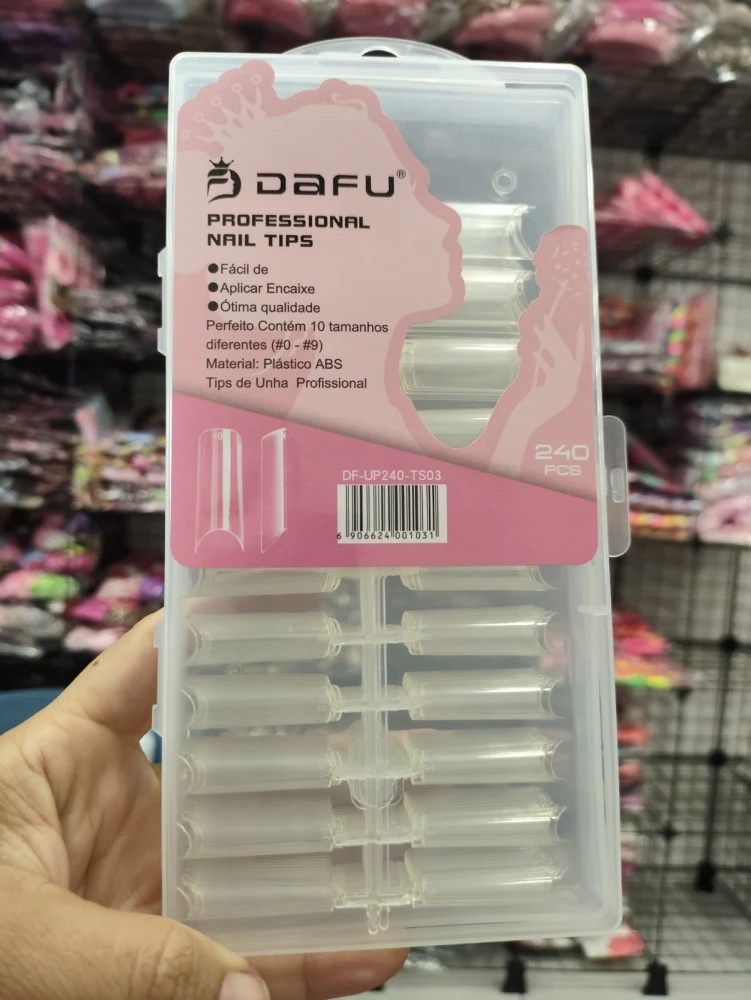 DAFU®
PROFESSIONAL
NAIL TIPS
●Fácil de
●Aplicar Encaixe
●Ótima qualidade
Perfeito Contém 10 tamanhos
diferentes (#0 - #9)
Material: Plástico ABS
Tips de Unha Profissional
240
PCS
DF-UP240-TS03
6 906624 001031